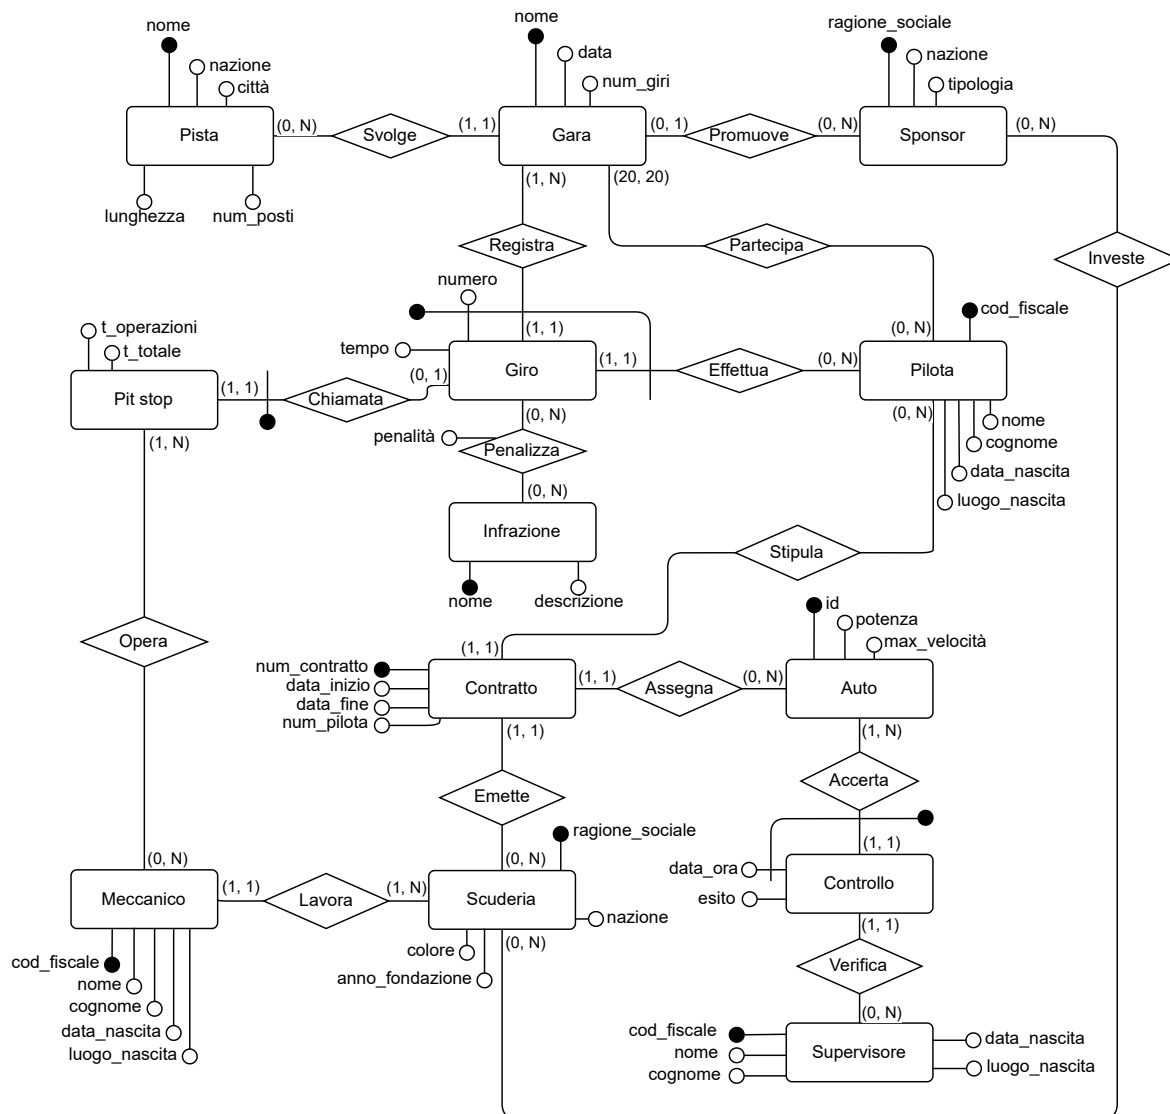 nome
nome
ragione_sociale
nazione
data
nazione
città
num_giri
tipologia
Pista
(0, N)
Svolge
(1, 1)
Gara
(0, 1)
Promuove
(0, N)
Sponsor
(0, N)
(1, N)
(20, 20)
lunghezza
num_posti
Registra
Partecipa
Investe
numero
cod_fiscale
t_operazioni
t_totale
(1, 1)
(0, N)
tempo
Giro
(1, 1)
Effettua
(0, N)
Pilota
Pit stop
(1, 1)
Chiamata
(0, 1)
(0, N)
(0, N)
(1, N)
penalità
Penalizza
nome
cognome
data_nascita
luogo_nascita
(0, N)
Infrazione
nome
descrizione
Stipula
id
potenza
max_velocità
Opera
(1, 1)
num_contratto
data_inizio
data_fine
num_pilota
Contratto
(1, 1)
Assegna
(0, N)
Auto
(1, 1)
(1, N)
Emette
Accerta
ragione_sociale
(0, N)
(0, N)
(1, 1)
data_ora
esito
Controllo
Meccanico
(1, 1)
Lavora
(1, N)
Scuderia
nazione
(0, N)
(1, 1)
colore
anno_fondazione
cod_fiscale
nome
cognome
data_nascita
luogo_nascita
Verifica
(0, N)
cod_fiscale
nome
cognome
Supervisore
data_nascita
luogo_nascita